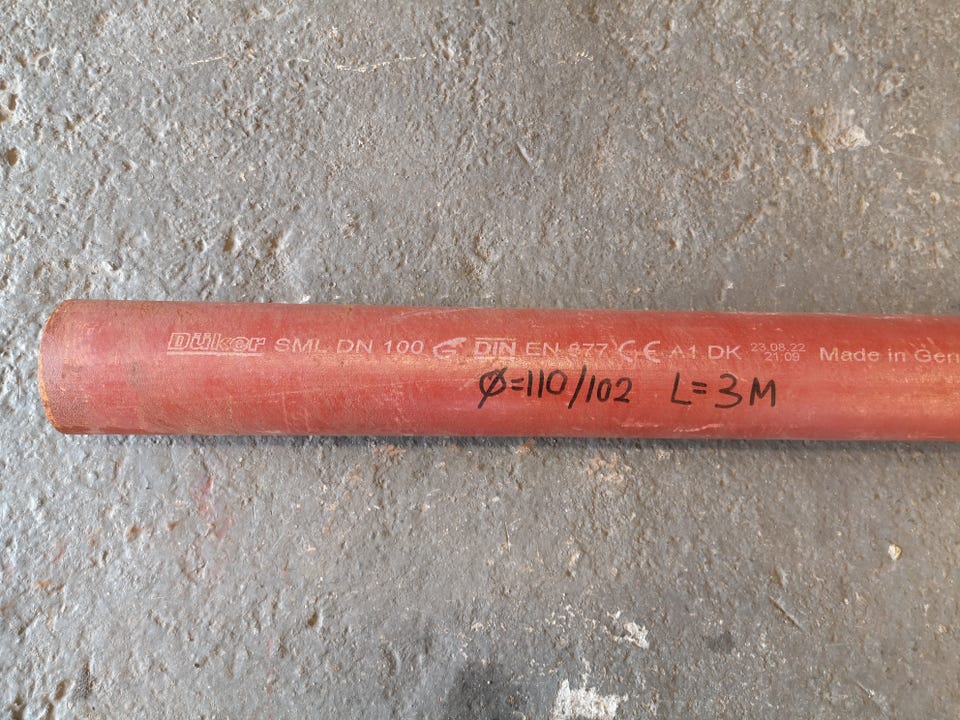 Düker SML DN 100 DIN EN 877 CE A1 DK 23.08.22 21:09 Made in Ger
Ø=110/102 L=3M